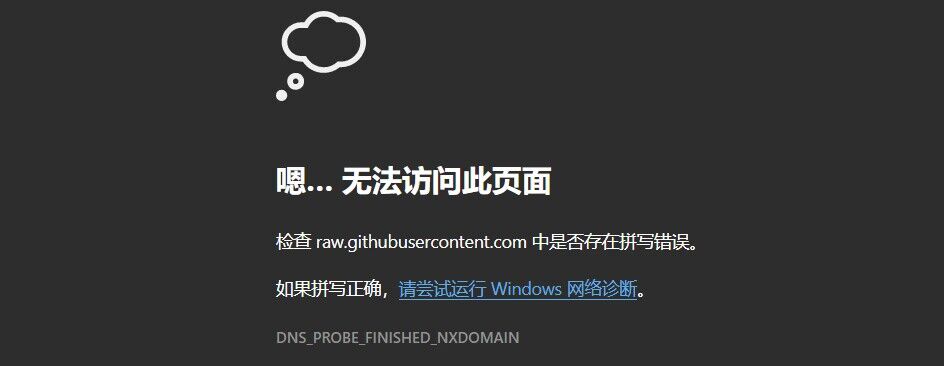 嗯... 无法访问此页面
检查 raw.githubusercontent.com 中是否存在拼写错误。
如果拼写正确，请尝试运行 Windows 网络诊断。
DNS_PROBE_FINISHED_NXDOMAIN